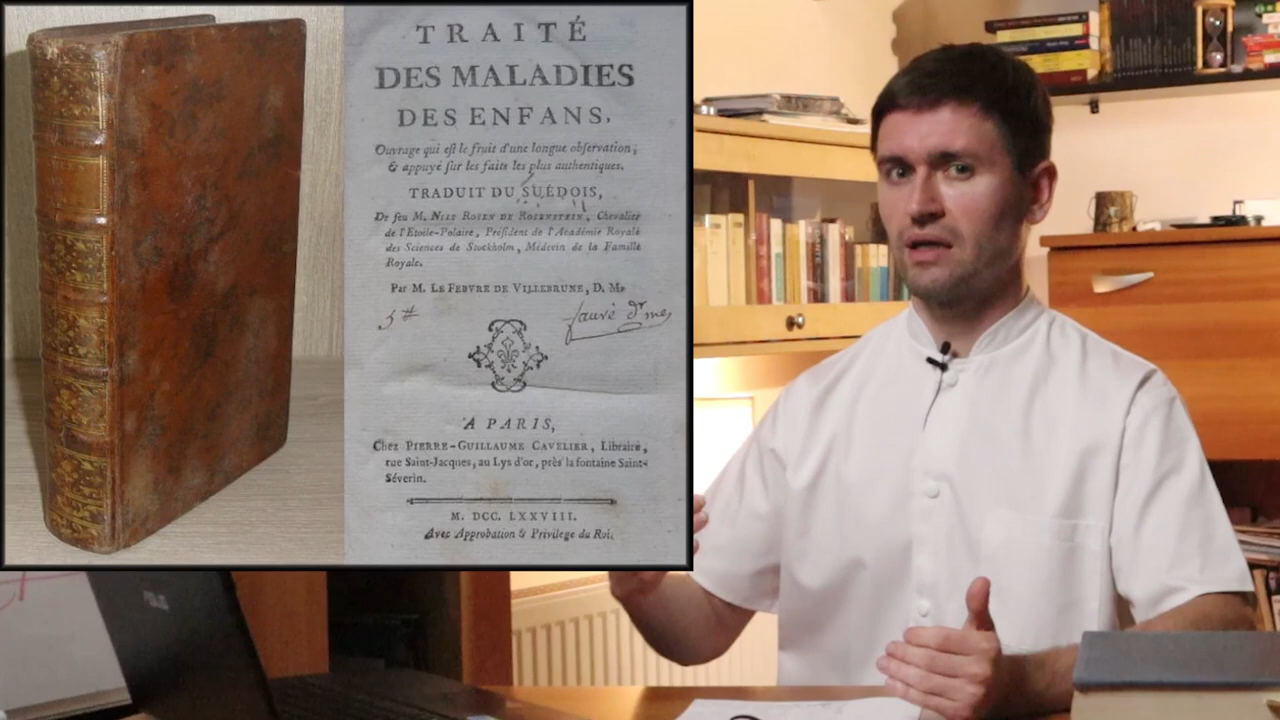 TRAITÉ
DES MALADIES
DES ENFANS,
Ouvrage qui eſt le fruit d'une longue obſervation;
& appuyé ſur les faits les plus authentiques.
TRADUIT DU SUÉDOIS,
De feu M. NILS ROSEN DE ROSENSTEIN, Chevalier
de l'Etoile-Polaire, Préſident de l'Académie Royale
des Sciences de Stockholm, Médecin de la Famille
Royale.
Par M. LE FEBVRE DE VILLEBRUNE, D. M.
A PARIS,
Chez PIERRE-GUILLAUME CAVELIER, Libraire,
rue Saint-Jacques, au Lys d'or, près la fontaine Saint-
Séverin.
M. DCC. LXXVIII.
Avec Approbation & Privilege du Roi.